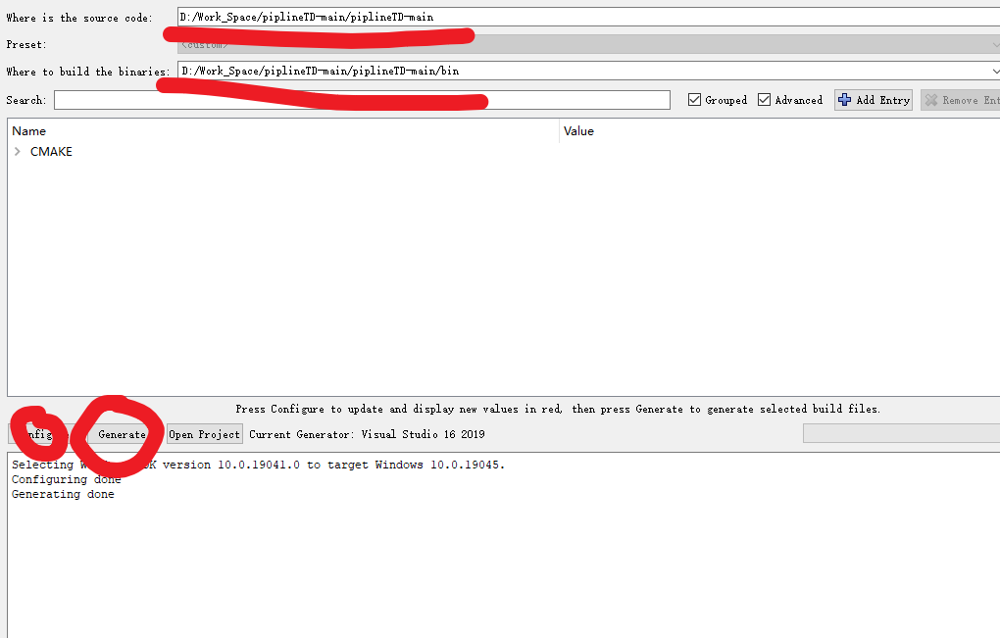 Where is the source code: D:/Work_Space/piplineTD-main/piplineTD-main
Preset: <custom>
Where to build the binaries: D:/Work_Space/piplineTD-main/piplineTD-main/bin
Search: Grouped Advanced Add Entry Remove Ent
Name Value
CMAKE
Press Configure to update and display new values in red, then press Generate to generate selected build files.
Generate Open Project Current Generator: Visual Studio 16 2019
Selecting version 10.0.19041.0 to target Windows 10.0.19045.
Configuring done
Generating done